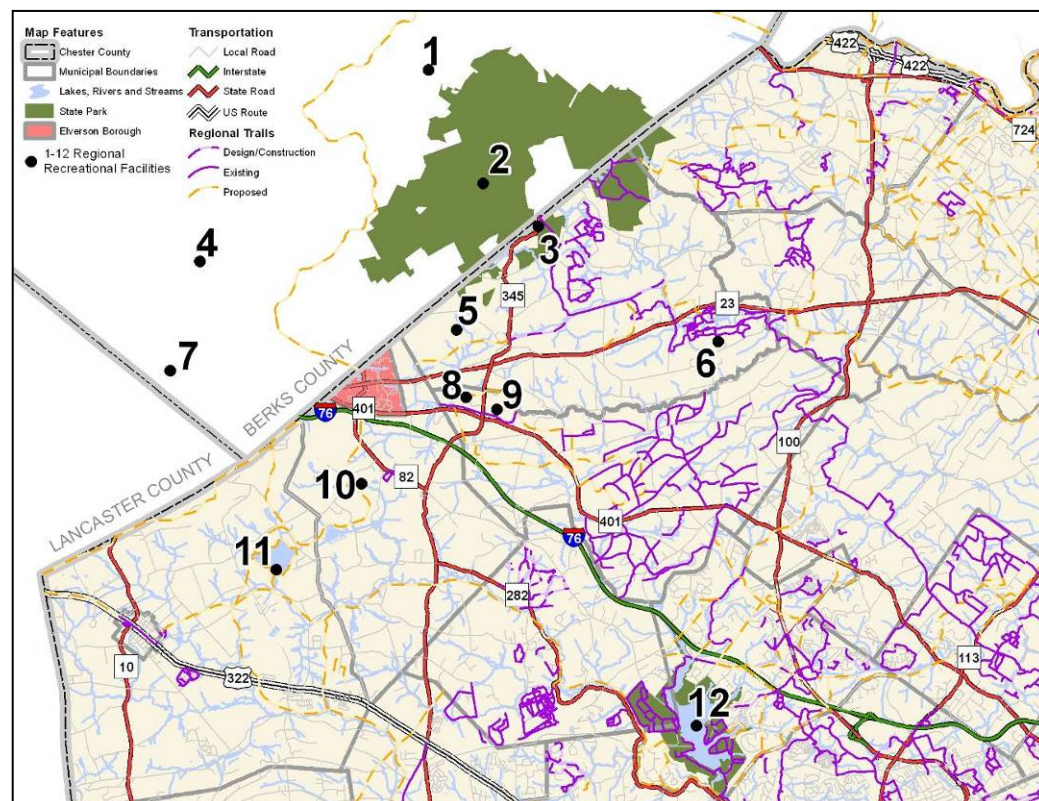 Map Features
Chester County
Municipal Boundaries
Lakes, Rivers and Streams
State Park
Elverson Borough
1-12 Regional
Recreational Facilities
Transportation
Local Road
Interstate
State Road
US Route
Regional Trails
Design/Construction
Existing
Proposed
1
422
422
724
2
3
4
345
5
23
6
7
BERKS COUNTY
8
9
76
401
100
LANCASTER COUNTY
10
82
401
76
11
282
113
10
322
12